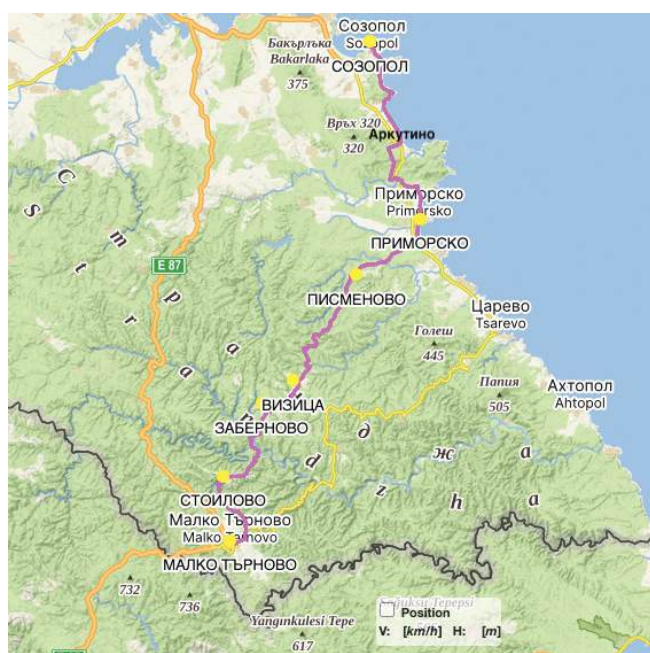 Созопол
Sozopol
СОЗОПОЛ
Бакърлъка
Bakarlaka
375
Връх 320
320
Аркутино
Приморско
Primorsko
ПРИМОРСКО
E 87
ПИСМЕНОВО
Царево
Tsarevo
Голеш
445
Папия
505
Ахтопол
Ahtopol
ВИЗИЦА
ЗАБЕРНОВО
СТОИЛОВО
Малко Търново
Malko Tarnovo
МАЛКО ТЪРНОВО
732
736
Yangınkulesi Tepe
617
Position
V: [km/h] H: [m]